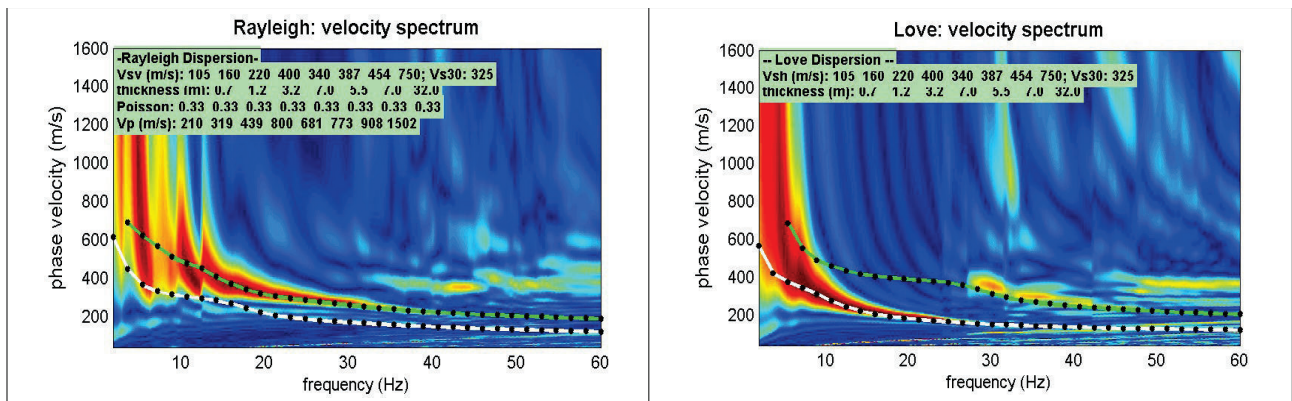 Rayleigh: velocity spectrum
1600
1400
1200
1000
800
600
400
200
phase velocity (m/s)
-Rayleigh Dispersion-
Vsv (m/s): 105 160 220 400 340 387 454 750; Vs30: 325
thickness (m): 0.7 1.2 3.2 7.0 5.5 7.0 32.0
Poisson: 0.33 0.33 0.33 0.33 0.33 0.33 0.33 0.33
Vp (m/s): 210 319 439 800 681 773 908 1502
10 20 30 40 50 60
frequency (Hz)
Love: velocity spectrum
1600
1400
1200
1000
800
600
400
200
phase velocity (m/s)
-- Love Dispersion --
Vsh (m/s): 105 160 220 400 340 387 454 750; Vs30: 325
thickness (m): 0.7 1.2 3.2 7.0 5.5 7.0 32.0
10 20 30 40 50 60
frequency (Hz)